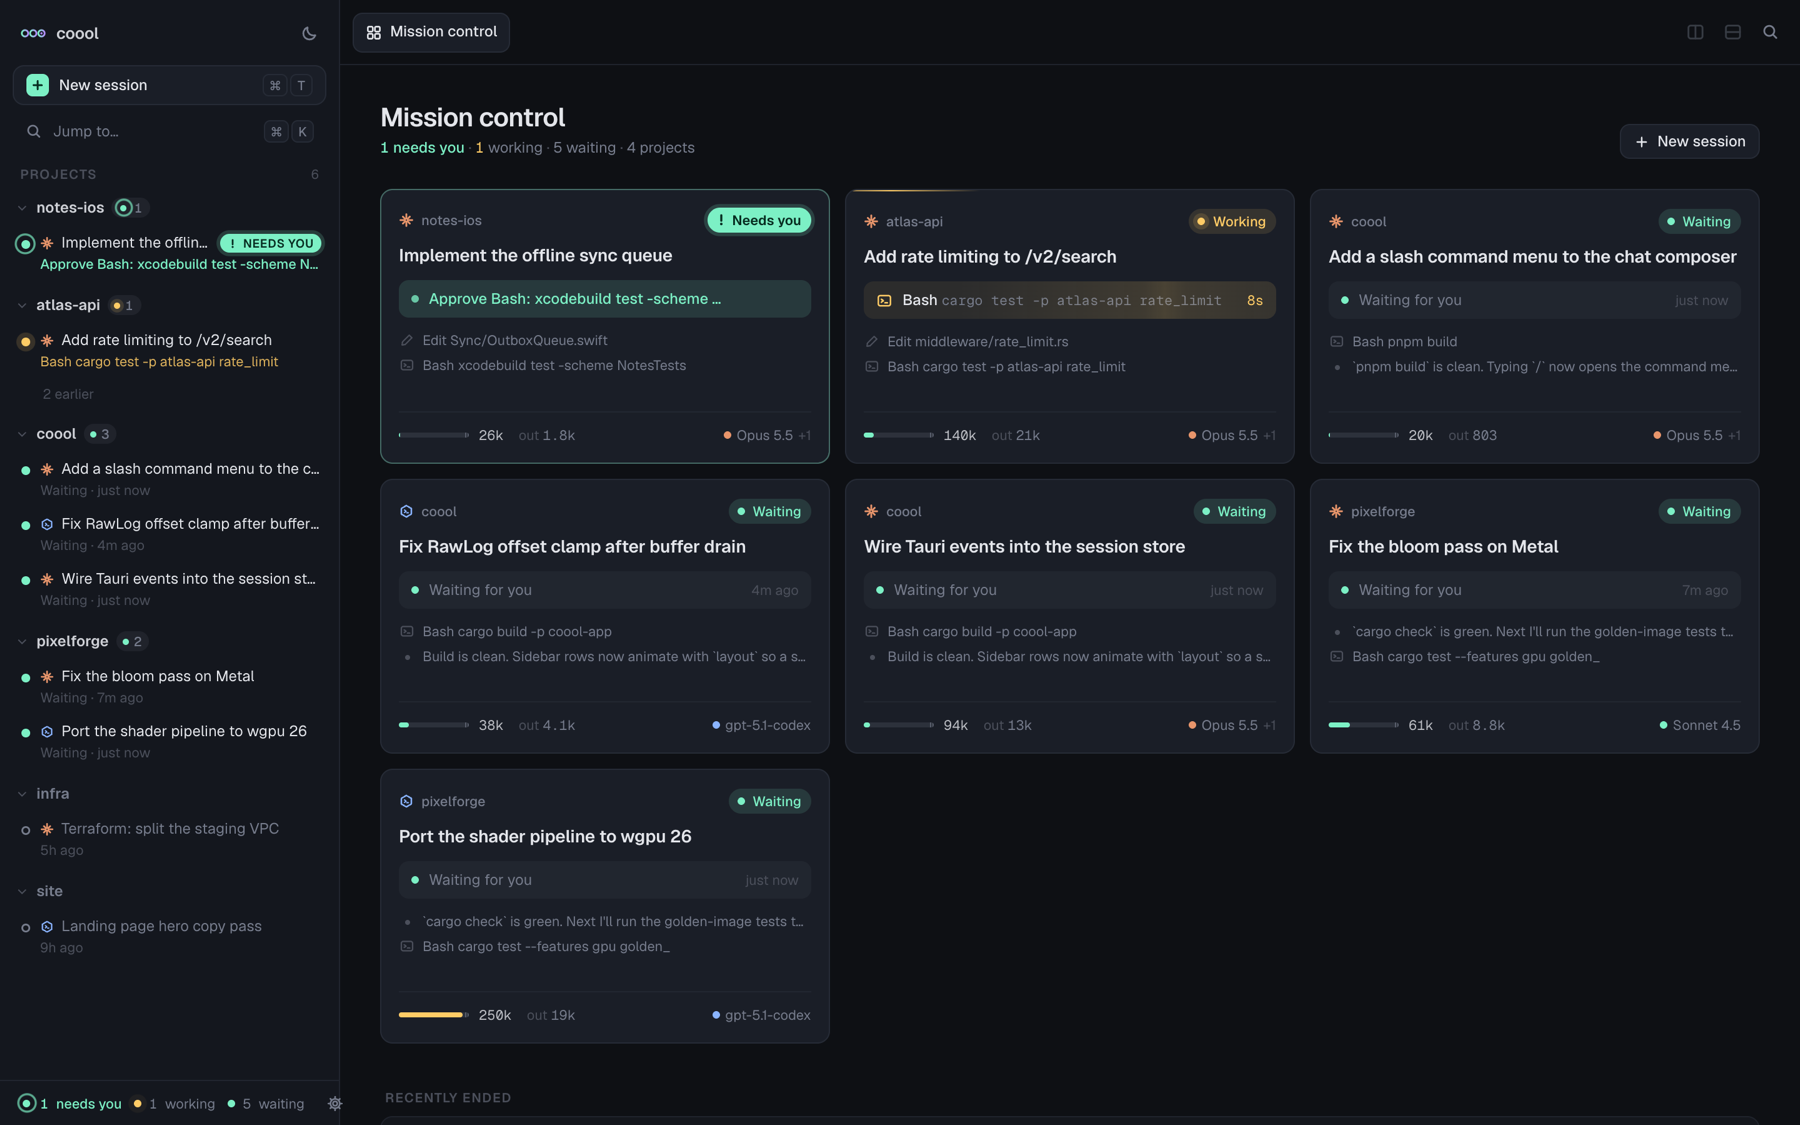 coool
New session ⌘ T
Jump to... ⌘ K
PROJECTS 6
notes-ios 1
Implement the offlin... ! NEEDS YOU
Approve Bash: xcodebuild test -scheme N...
atlas-api 1
Add rate limiting to /v2/search
Bash cargo test -p atlas-api rate_limit
2 earlier
coool 3
Add a slash command menu to the c...
Waiting · just now
Fix RawLog offset clamp after buffer...
Waiting · 4m ago
Wire Tauri events into the session st...
Waiting · just now
pixelforge 2
Fix the bloom pass on Metal
Waiting · 7m ago
Port the shader pipeline to wgpu 26
Waiting · just now
infra
Terraform: split the staging VPC
5h ago
site
Landing page hero copy pass
9h ago
1 needs you 1 working 5 waiting
Mission control
Mission control
1 needs you · 1 working · 5 waiting · 4 projects
+ New session
notes-ios ! Needs you
Implement the offline sync queue
Approve Bash: xcodebuild test -scheme ...
Edit Sync/OutboxQueue.swift
Bash xcodebuild test -scheme NotesTests
26k out 1.8k Opus 5.5 +1
atlas-api Working
Add rate limiting to /v2/search
Bash cargo test -p atlas-api rate_limit 8s
Edit middleware/rate_limit.rs
Bash cargo test -p atlas-api rate_limit
140k out 21k Opus 5.5 +1
coool Waiting
Add a slash command menu to the chat composer
Waiting for you just now
Bash pnpm build
`pnpm build` is clean. Typing `/` now opens the command me...
20k out 803 Opus 5.5 +1
coool Waiting
Fix RawLog offset clamp after buffer drain
Waiting for you 4m ago
Bash cargo build -p coool-app
Build is clean. Sidebar rows now animate with `layout` so a s...
38k out 4.1k gpt-5.1-codex
coool Waiting
Wire Tauri events into the session store
Waiting for you just now
Bash cargo build -p coool-app
Build is clean. Sidebar rows now animate with `layout` so a s...
94k out 13k Opus 5.5 +1
pixelforge Waiting
Fix the bloom pass on Metal
Waiting for you 7m ago
`cargo check` is green. Next I'll run the golden-image tests t...
Bash cargo test --features gpu golden_
61k out 8.8k Sonnet 4.5
pixelforge Waiting
Port the shader pipeline to wgpu 26
Waiting for you just now
`cargo check` is green. Next I'll run the golden-image tests t...
Bash cargo test --features gpu golden_
250k out 19k gpt-5.1-codex
RECENTLY ENDED